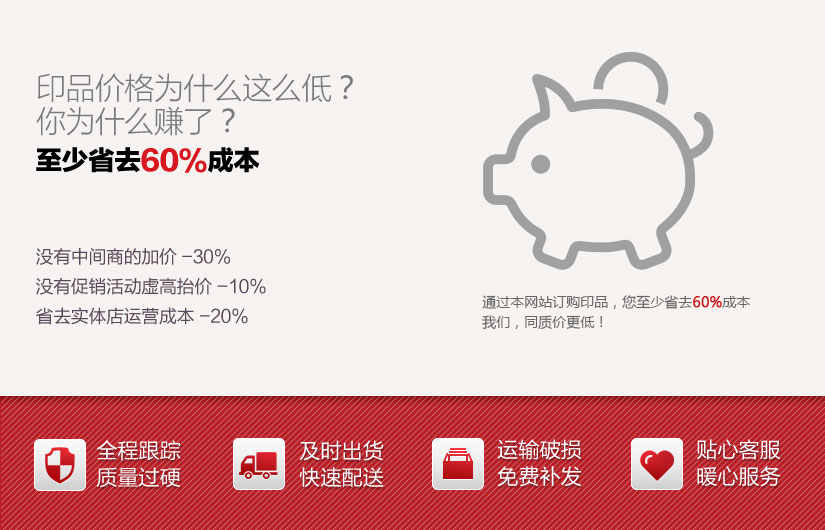 印品价格为什么这么低？
你为什么赚了？
至少省去60%成本
没有中间商的加价 -30%
没有促销活动虚高抬价 -10%
省去实体店运营成本 -20%
通过本网站订购印品，您至少省去60%成本
我们，同质价更低！
全程跟踪
质量过硬
及时出货
快速配送
运输破损
免费补发
贴心客服
暖心服务